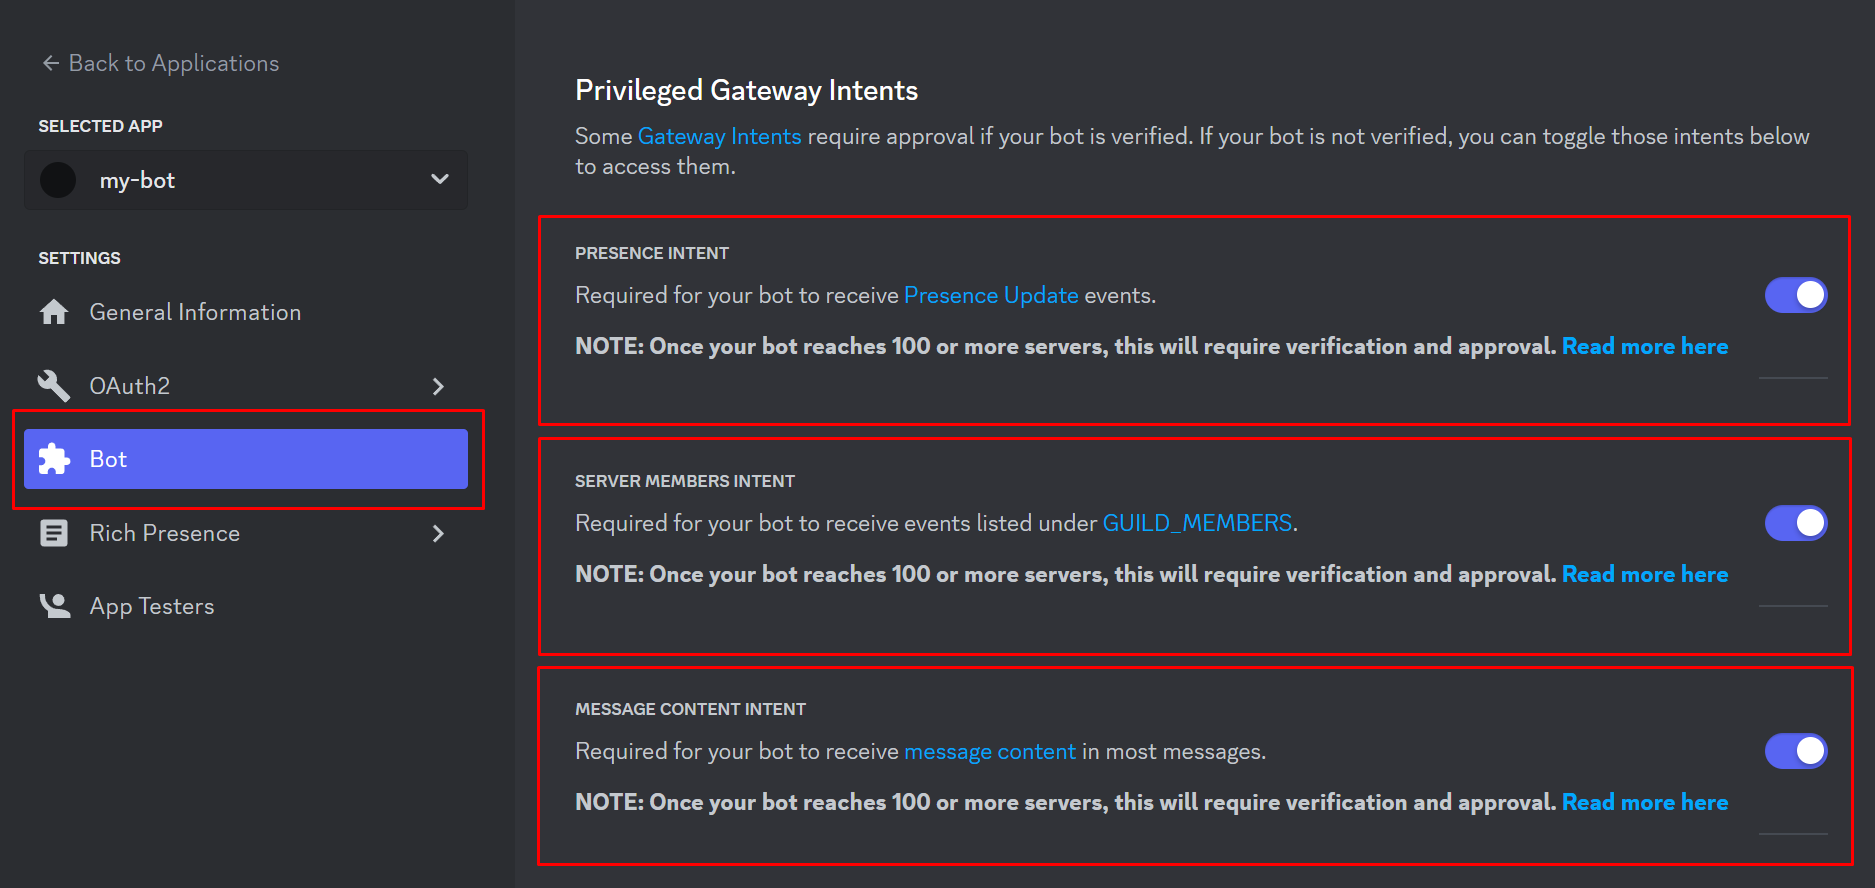 Back to Applications
SELECTED APP
my-bot
SETTINGS
General Information
OAuth2
Bot
Rich Presence
App Testers
Privileged Gateway Intents
Some Gateway Intents require approval if your bot is verified. If your bot is not verified, you can toggle those intents below
to access them.
PRESENCE INTENT
Required for your bot to receive Presence Update events.
NOTE: Once your bot reaches 100 or more servers, this will require verification and approval. Read more here
SERVER MEMBERS INTENT
Required for your bot to receive events listed under GUILD_MEMBERS.
NOTE: Once your bot reaches 100 or more servers, this will require verification and approval. Read more here
MESSAGE CONTENT INTENT
Required for your bot to receive message content in most messages.
NOTE: Once your bot reaches 100 or more servers, this will require verification and approval. Read more here